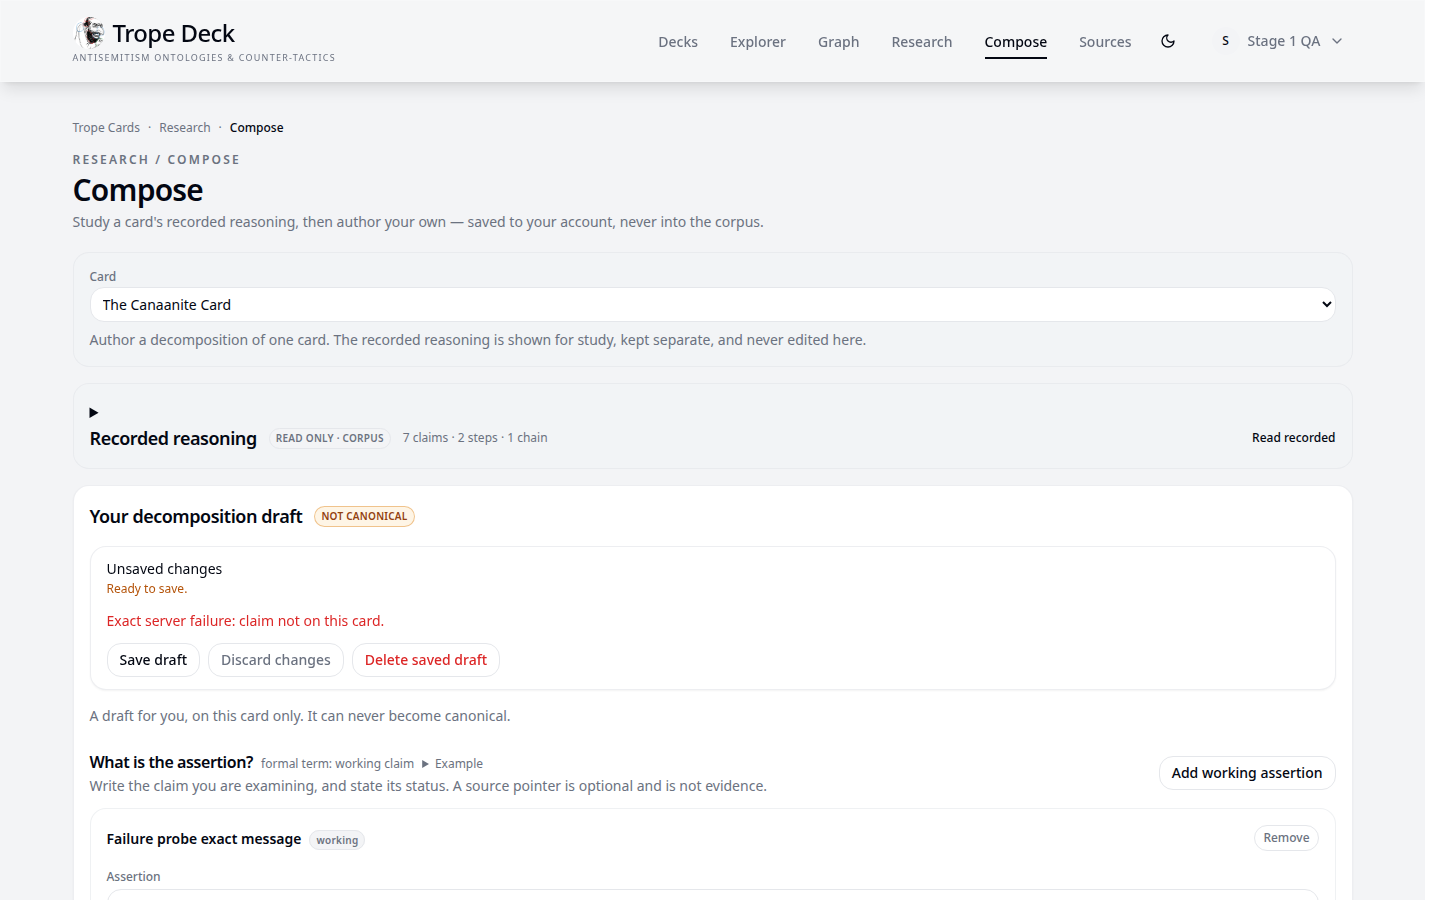 Trope Deck
ANTISEMITISM ONTOLOGIES & COUNTER-TACTICS
Decks
Explorer
Graph
Research
Compose
Sources
S
Stage 1 QA
Trope Cards · Research · Compose
RESEARCH / COMPOSE
Compose
Study a card's recorded reasoning, then author your own — saved to your account, never into the corpus.
Card
The Canaanite Card
Author a decomposition of one card. The recorded reasoning is shown for study, kept separate, and never edited here.
Recorded reasoning READ ONLY · CORPUS 7 claims · 2 steps · 1 chain Read recorded
Your decomposition draft NOT CANONICAL
Unsaved changes
Ready to save.
Exact server failure: claim not on this card.
Save draft Discard changes Delete saved draft
A draft for you, on this card only. It can never become canonical.
What is the assertion? formal term: working claim Example
Write the claim you are examining, and state its status. A source pointer is optional and is not evidence.
Add working assertion
Failure probe exact message working Remove
Assertion